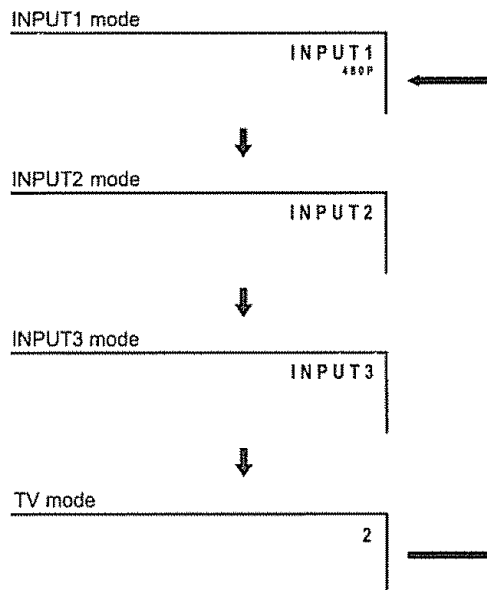 INPUT1 mode
INPUT1
480P
INPUT2 mode
INPUT2
INPUT3 mode
INPUT3
TV mode
2